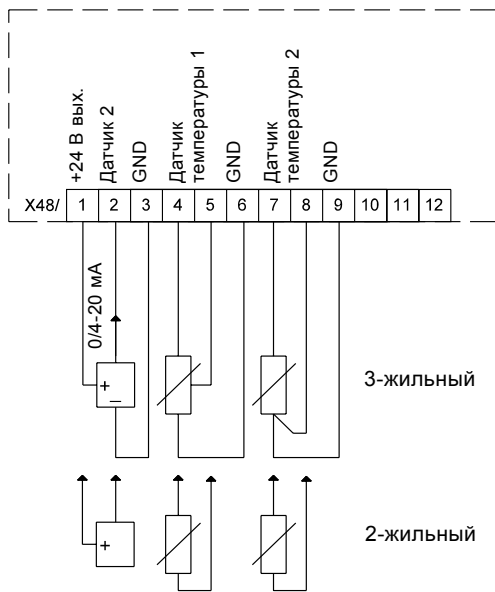 +24 В вых.
Датчик 2
GND
Датчик
температуры 1
GND
Датчик
температуры 2
GND
X48/ 1 2 3 4 5 6 7 8 9 10 11 12
0/4-20 мА
+
–
3-жильный
+
2-жильный